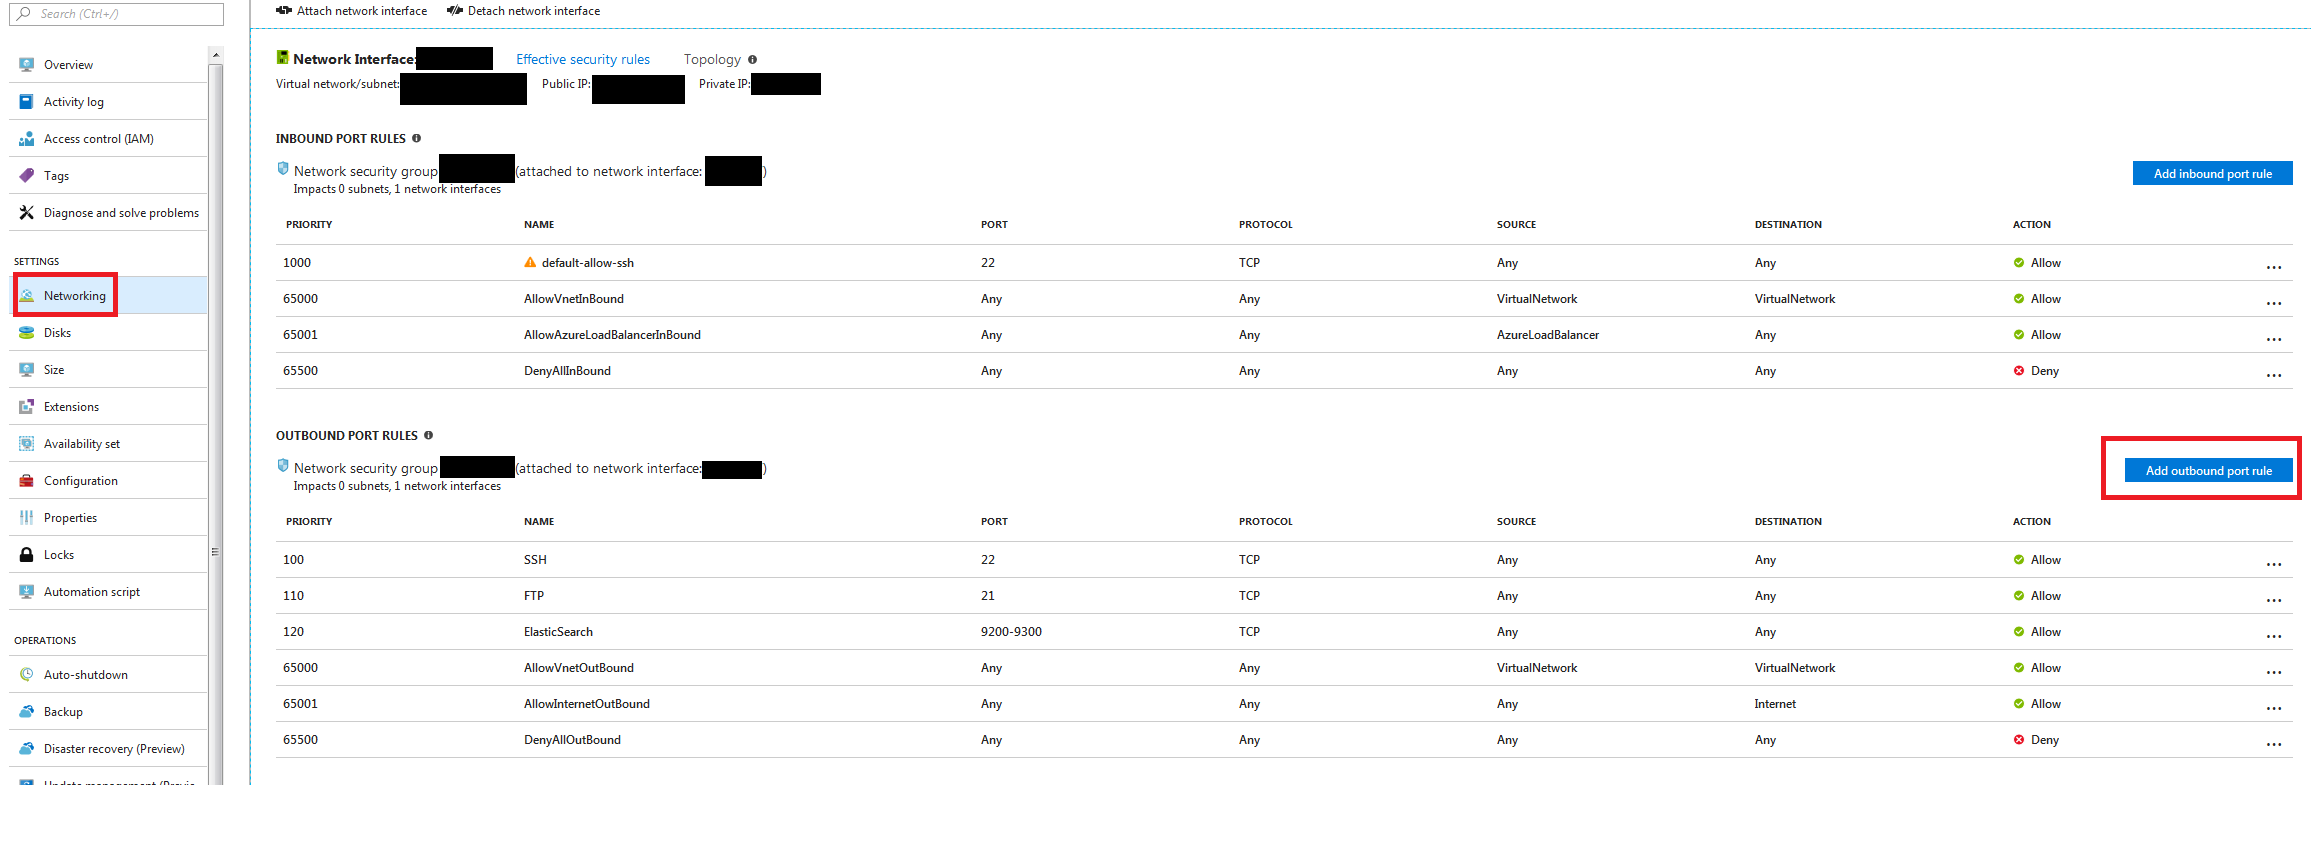 Search (Ctrl+/)
Overview
Activity log
Access control (IAM)
Tags
Diagnose and solve problems
SETTINGS
Networking
Disks
Size
Extensions
Availability set
Configuration
Properties
Locks
Automation script
OPERATIONS
Auto-shutdown
Backup
Disaster recovery (Preview)
Update management (Previe
Attach network interface Detach network interface
Network Interface: Effective security rules Topology
Virtual network/subnet: Public IP: Private IP:
INBOUND PORT RULES
Network security group (attached to network interface: )
Impacts 0 subnets, 1 network interfaces
Add inbound port rule
PRIORITY NAME PORT PROTOCOL SOURCE DESTINATION ACTION
1000 default-allow-ssh 22 TCP Any Any Allow ...
65000 AllowVnetInBound Any Any VirtualNetwork VirtualNetwork Allow ...
65001 AllowAzureLoadBalancerInBound Any Any AzureLoadBalancer Any Allow ...
65500 DenyAllInBound Any Any Any Any Deny ...
OUTBOUND PORT RULES
Network security group (attached to network interface: )
Impacts 0 subnets, 1 network interfaces
Add outbound port rule
PRIORITY NAME PORT PROTOCOL SOURCE DESTINATION ACTION
100 SSH 22 TCP Any Any Allow ...
110 FTP 21 TCP Any Any Allow ...
120 ElasticSearch 9200-9300 TCP Any Any Allow ...
65000 AllowVnetOutBound Any Any VirtualNetwork VirtualNetwork Allow ...
65001 AllowInternetOutBound Any Any Any Internet Allow ...
65500 DenyAllOutBound Any Any Any Any Deny ...